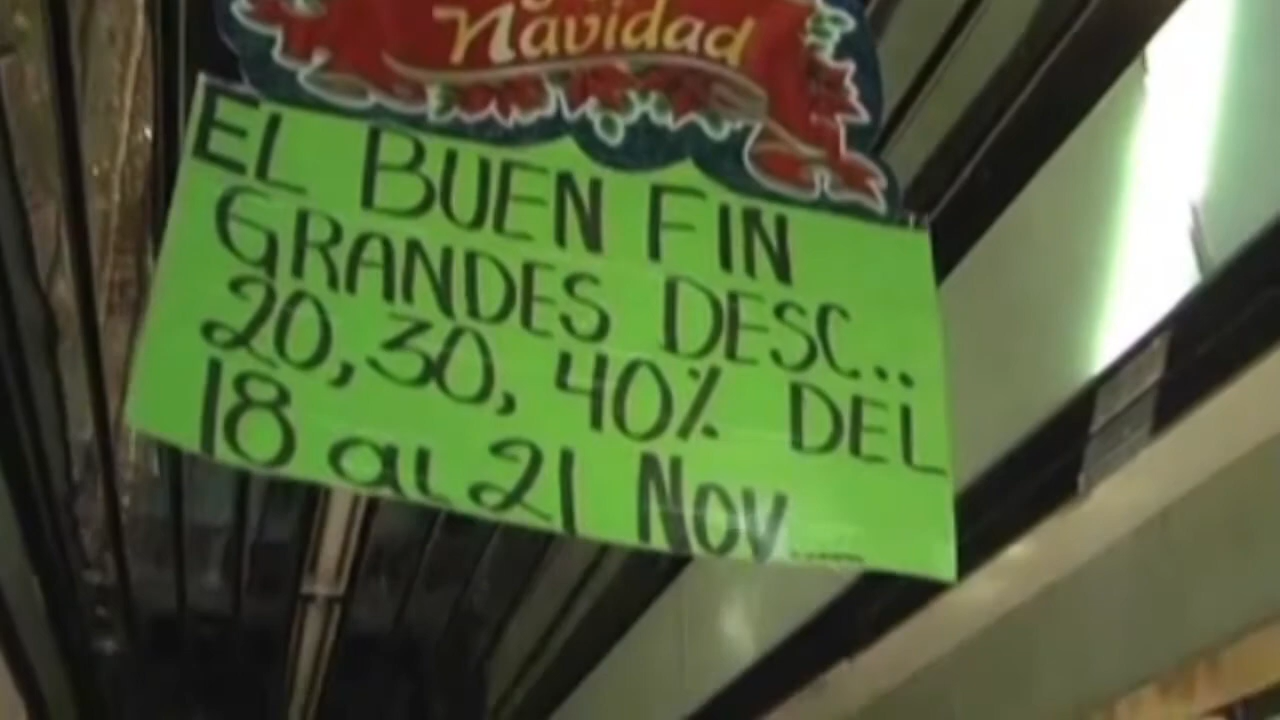 Navidad
EL BUEN FIN
GRANDES DESC..
20,30,40% DEL
18 al 21 Nov....